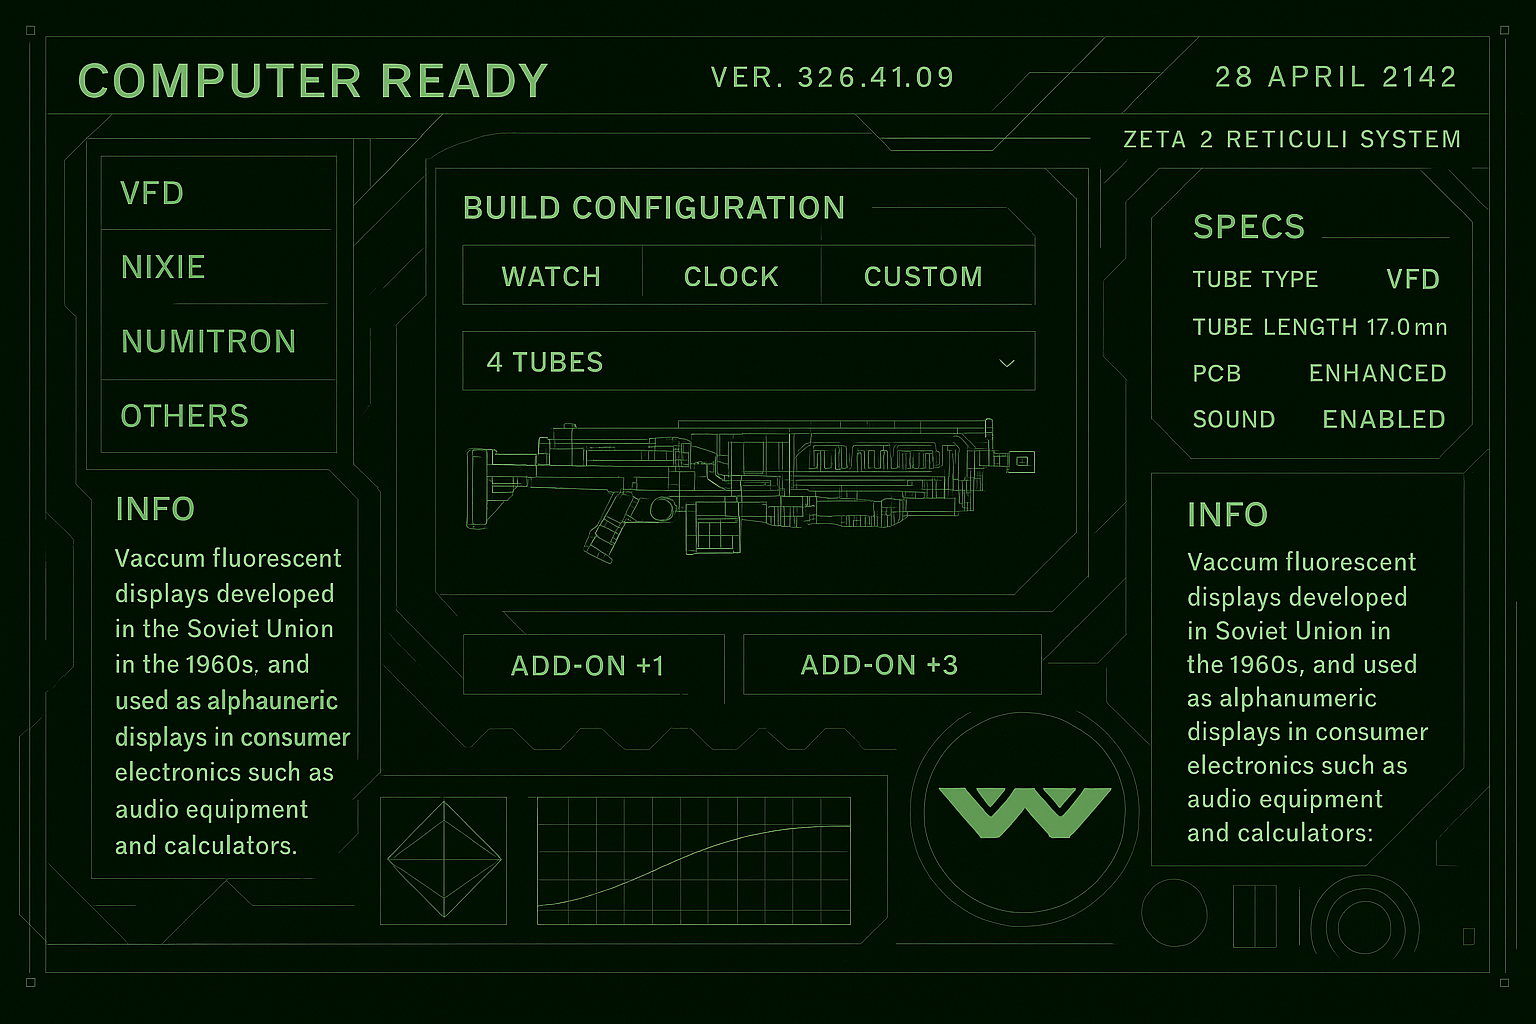 COMPUTER READY
VER. 326.41.09
28 APRIL 2142
ZETA 2 RETICULI SYSTEM
VFD
NIXIE
NUMITRON
OTHERS
INFO
Vaccum fluorescent
displays developed
in the Soviet Union
in the 1960s, and
used as alphauneric
displays in consumer
electronics such as
audio equipment
and calculators.
BUILD CONFIGURATION
WATCH
CLOCK
CUSTOM
4 TUBES
ADD-ON +1
ADD-ON +3
SPECS
TUBE TYPE VFD
TUBE LENGTH 17.0mn
PCB ENHANCED
SOUND ENABLED
INFO
Vaccum fluorescent
displays developed
in Soviet Union in
the 1960s, and used
as alphanumeric
displays in consumer
electronics such as
audio equipment
and calculators: